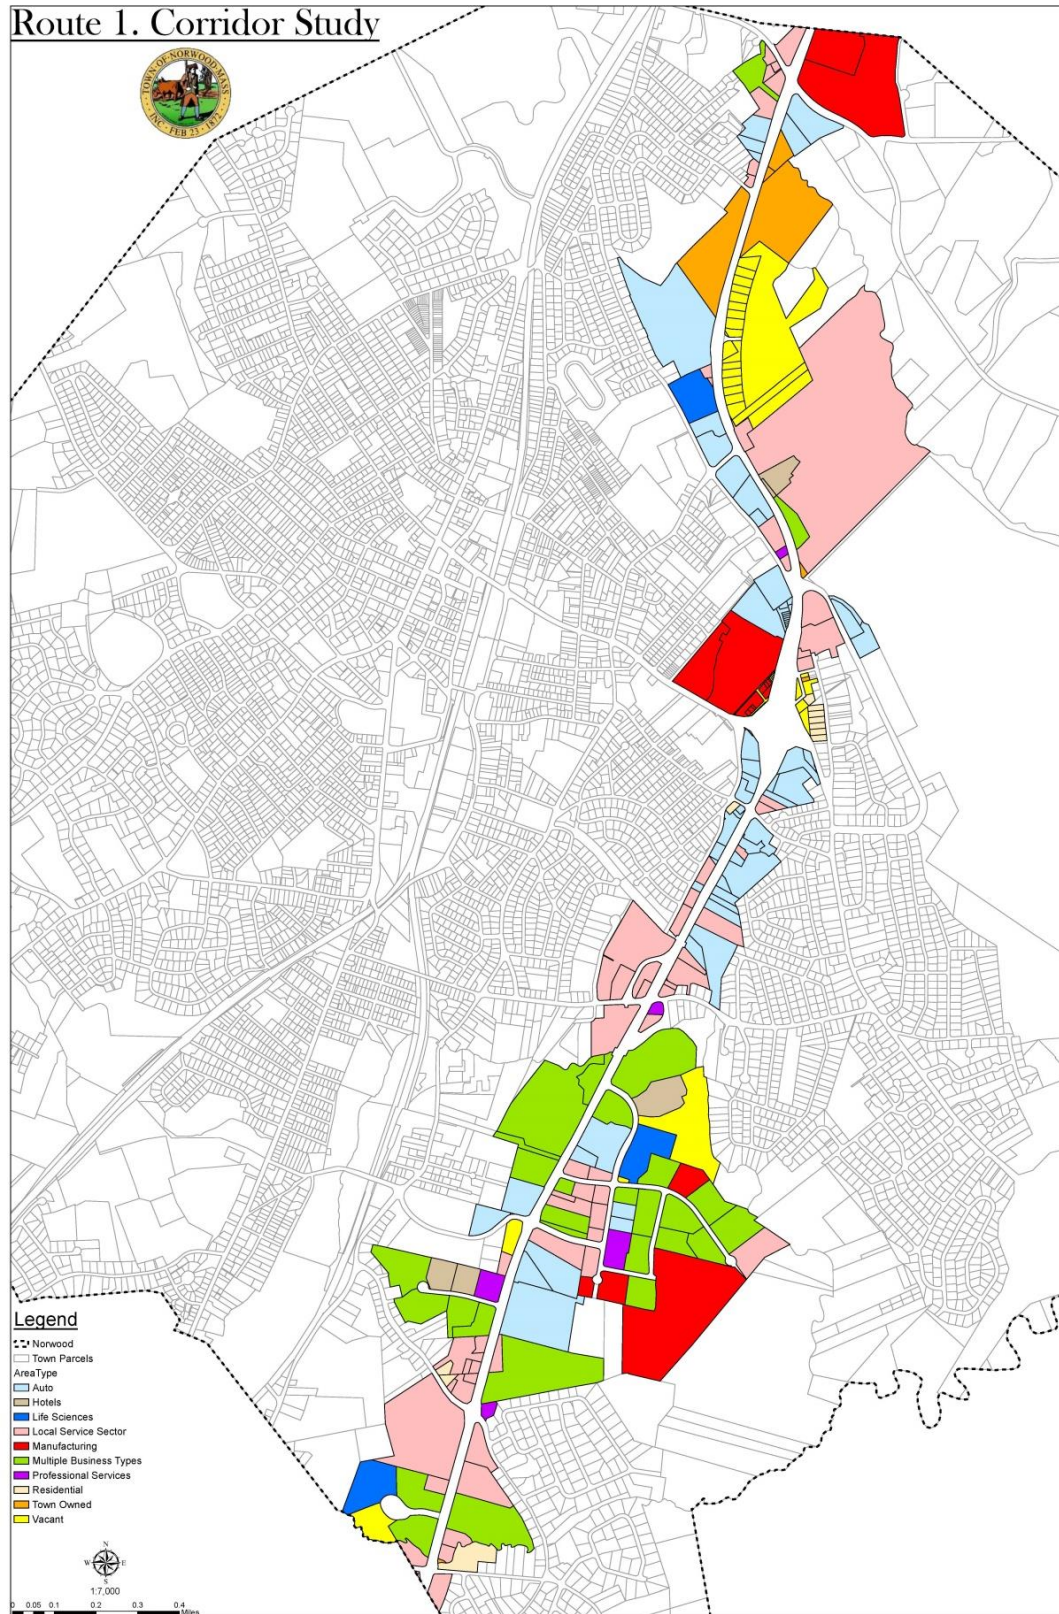 Route 1. Corridor Study
TOWN·OF·NORWOOD·MASS
INC·FEB 23·1872
Legend
Norwood
Town Parcels
AreaType
Auto
Hotels
Life Sciences
Local Service Sector
Manufacturing
Multiple Business Types
Professional Services
Residential
Town Owned
Vacant
N
W E
S
1:7,000
0 0.05 0.1 0.2 0.3 0.4
Miles